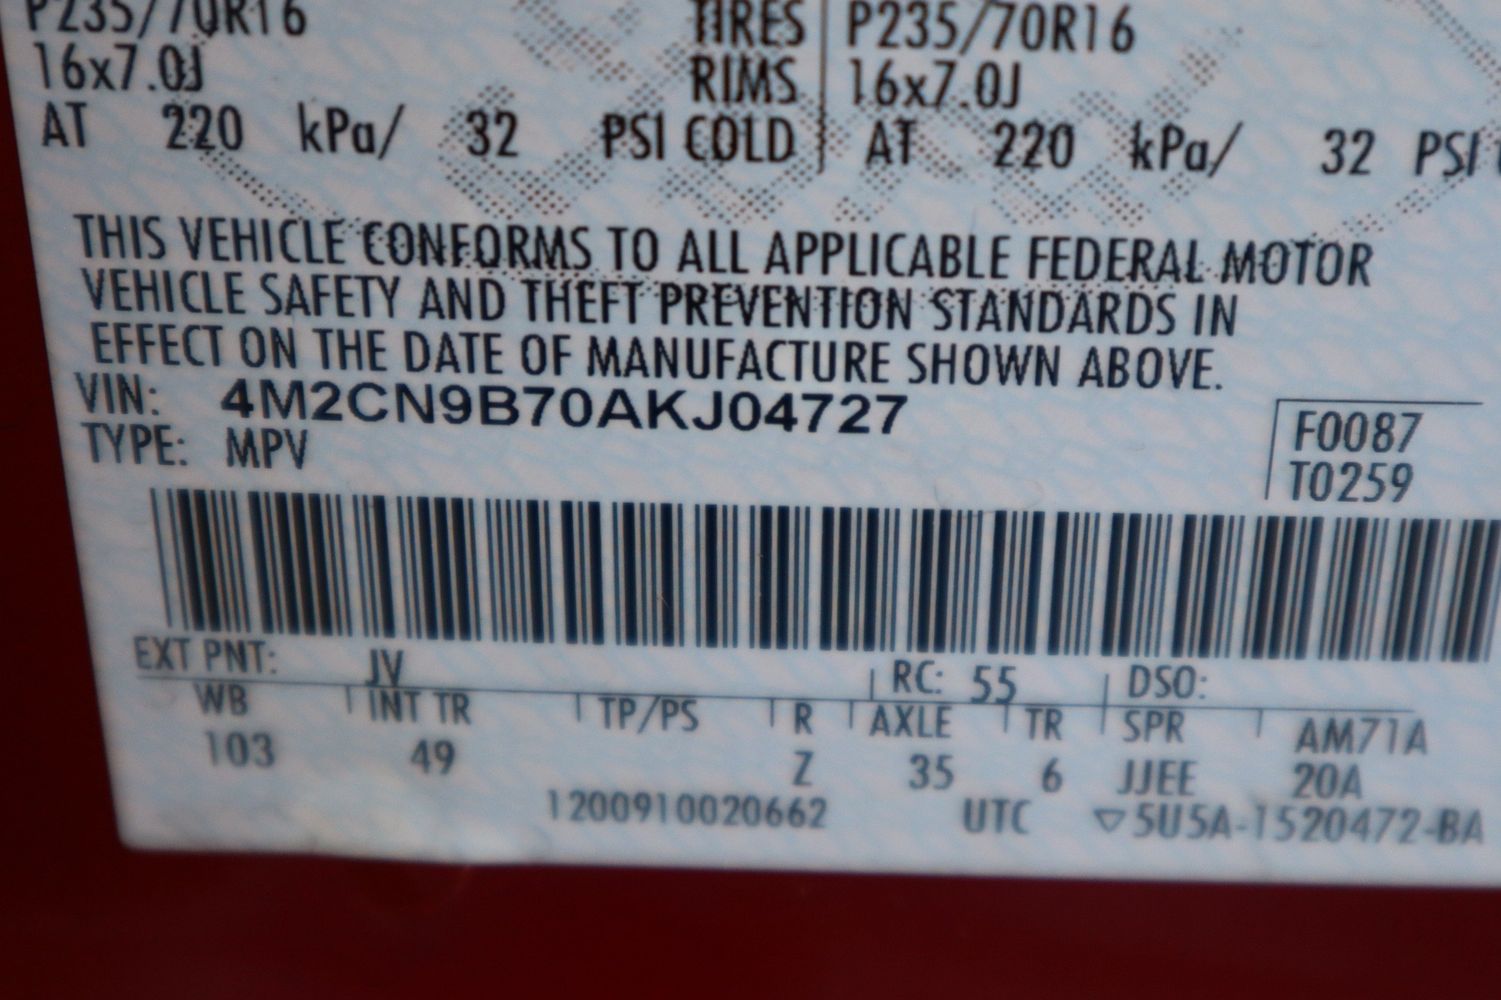 P235/70R16 TIRES P235/70R16
16x7.0J RIMS 16x7.0J
AT 220 kPa/ 32 PSI COLD AT 220 kPa/ 32 PSI
THIS VEHICLE CONFORMS TO ALL APPLICABLE FEDERAL MOTOR
VEHICLE SAFETY AND THEFT PREVENTION STANDARDS IN
EFFECT ON THE DATE OF MANUFACTURE SHOWN ABOVE.
VIN: 4M2CN9B70AKJ04727
F0087
TYPE: MPV
T0259
EXT PNT: JV RC: 55 DSO:
WB INT TR TP/PS R AXLE TR SPR AM71A
103 49 Z 35 6 JJEE 20A
1200910020662 UTC ▽5U5A-1520472-BA